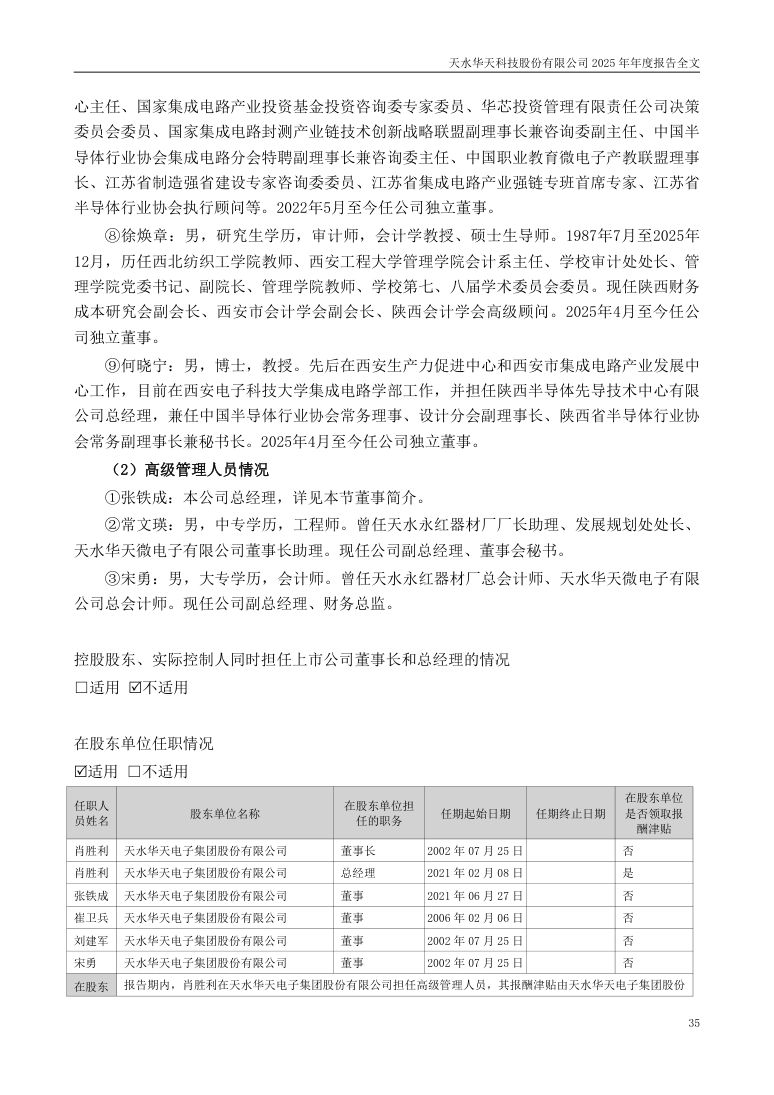 天水华天科技股份有限公司 2025 年年度报告全文
心主任、国家集成电路产业投资基金投资咨询委专家委员、华芯投资管理有限责任公司决策
委员会委员、国家集成电路封测产业链技术创新战略联盟副理事长兼咨询委副主任、中国半
导体行业协会集成电路分会特聘副理事长兼咨询委主任、中国职业教育微电子产教联盟理事
长、江苏省制造强省建设专家咨询委委员、江苏省集成电路产业强链专班首席专家、江苏省
半导体行业协会执行顾问等。2022年5月至今任公司独立董事。
⑧徐焕章：男，研究生学历，审计师，会计学教授、硕士生导师。1987年7月至2025年
12月，历任西北纺织工学院教师、西安工程大学管理学院会计系主任、学校审计处处长、管
理学院党委书记、副院长、管理学院教师、学校第七、八届学术委员会委员。现任陕西财务
成本研究会副会长、西安市会计学会副会长、陕西会计学会高级顾问。2025年4月至今任公
司独立董事。
⑨何晓宁：男，博士，教授。先后在西安生产力促进中心和西安市集成电路产业发展中
心工作，目前在西安电子科技大学集成电路学部工作，并担任陕西半导体先导技术中心有限
公司总经理，兼任中国半导体行业协会常务理事、设计分会副理事长、陕西省半导体行业协
会常务副理事长兼秘书长。2025年4月至今任公司独立董事。
（2）高级管理人员情况
①张铁成：本公司总经理，详见本节董事简介。
②常文瑛：男，中专学历，工程师。曾任天水永红器材厂厂长助理、发展规划处处长、
天水华天微电子有限公司董事长助理。现任公司副总经理、董事会秘书。
③宋勇：男，大专学历，会计师。曾任天水永红器材厂总会计师、天水华天微电子有限
公司总会计师。现任公司副总经理、财务总监。
控股股东、实际控制人同时担任上市公司董事长和总经理的情况
□适用 ☑不适用
在股东单位任职情况
☑适用 □不适用
任职人员姓名 股东单位名称 在股东单位担任的职务 任期起始日期 任期终止日期 在股东单位是否领取报酬津贴
肖胜利 天水华天电子集团股份有限公司 董事长 2002 年 07 月 25 日 否
肖胜利 天水华天电子集团股份有限公司 总经理 2021 年 02 月 08 日 是
张铁成 天水华天电子集团股份有限公司 董事 2021 年 06 月 27 日 否
崔卫兵 天水华天电子集团股份有限公司 董事 2006 年 02 月 06 日 否
刘建军 天水华天电子集团股份有限公司 董事 2002 年 07 月 25 日 否
宋勇 天水华天电子集团股份有限公司 董事 2002 年 07 月 25 日 否
在股东 报告期内，肖胜利在天水华天电子集团股份有限公司担任高级管理人员，其报酬津贴由天水华天电子集团股份
35